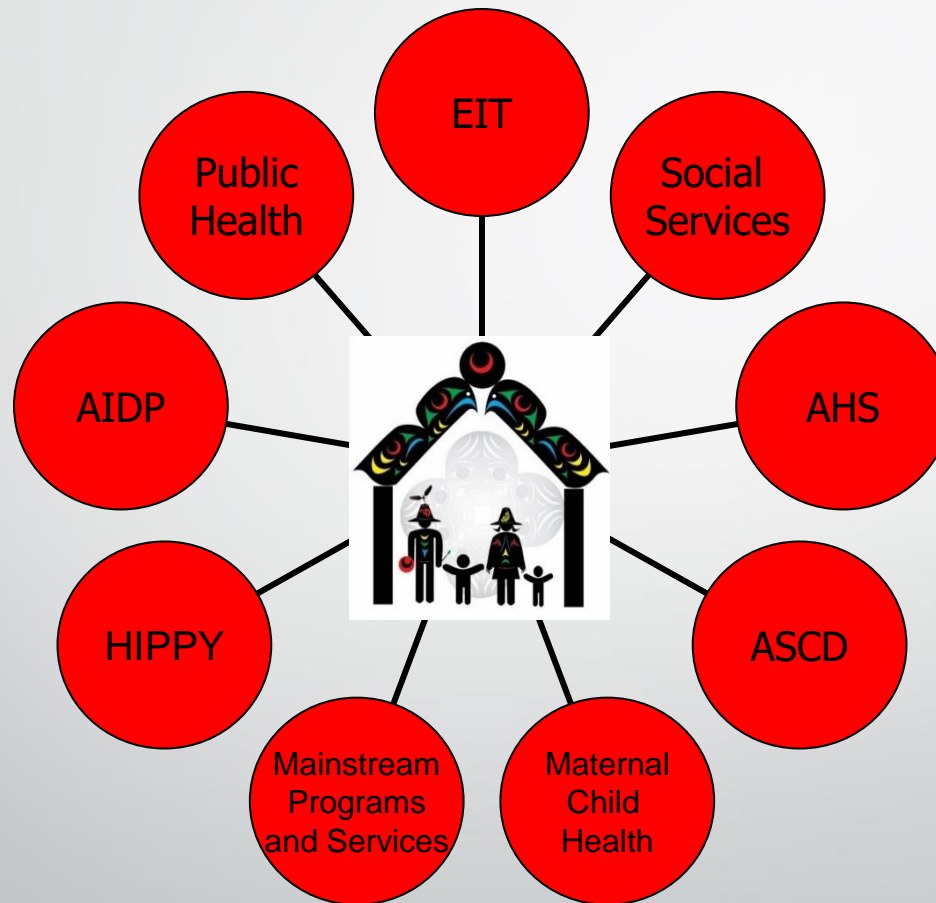 EIT
Public
Health
Social
Services
AIDP
AHS
HIPPY
ASCD
Mainstream
Programs
and Services
Maternal
Child
Health